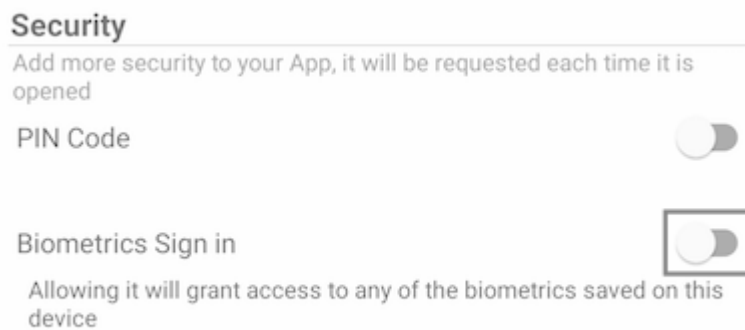 Security
Add more security to your App, it will be requested each time it is
opened
PIN Code
Biometrics Sign in
Allowing it will grant access to any of the biometrics saved on this
device